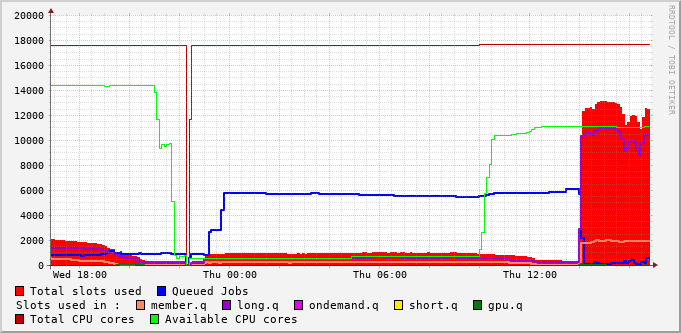 20000
18000
16000
14000
12000
10000
8000
6000
4000
2000
0
Wed 18:00 Thu 00:00 Thu 06:00 Thu 12:00
RRDTOOL / TOBI OETIKER
Total slots used Queued Jobs
Slots used in : member.q long.q ondemand.q short.q gpu.q
Total CPU cores Available CPU cores